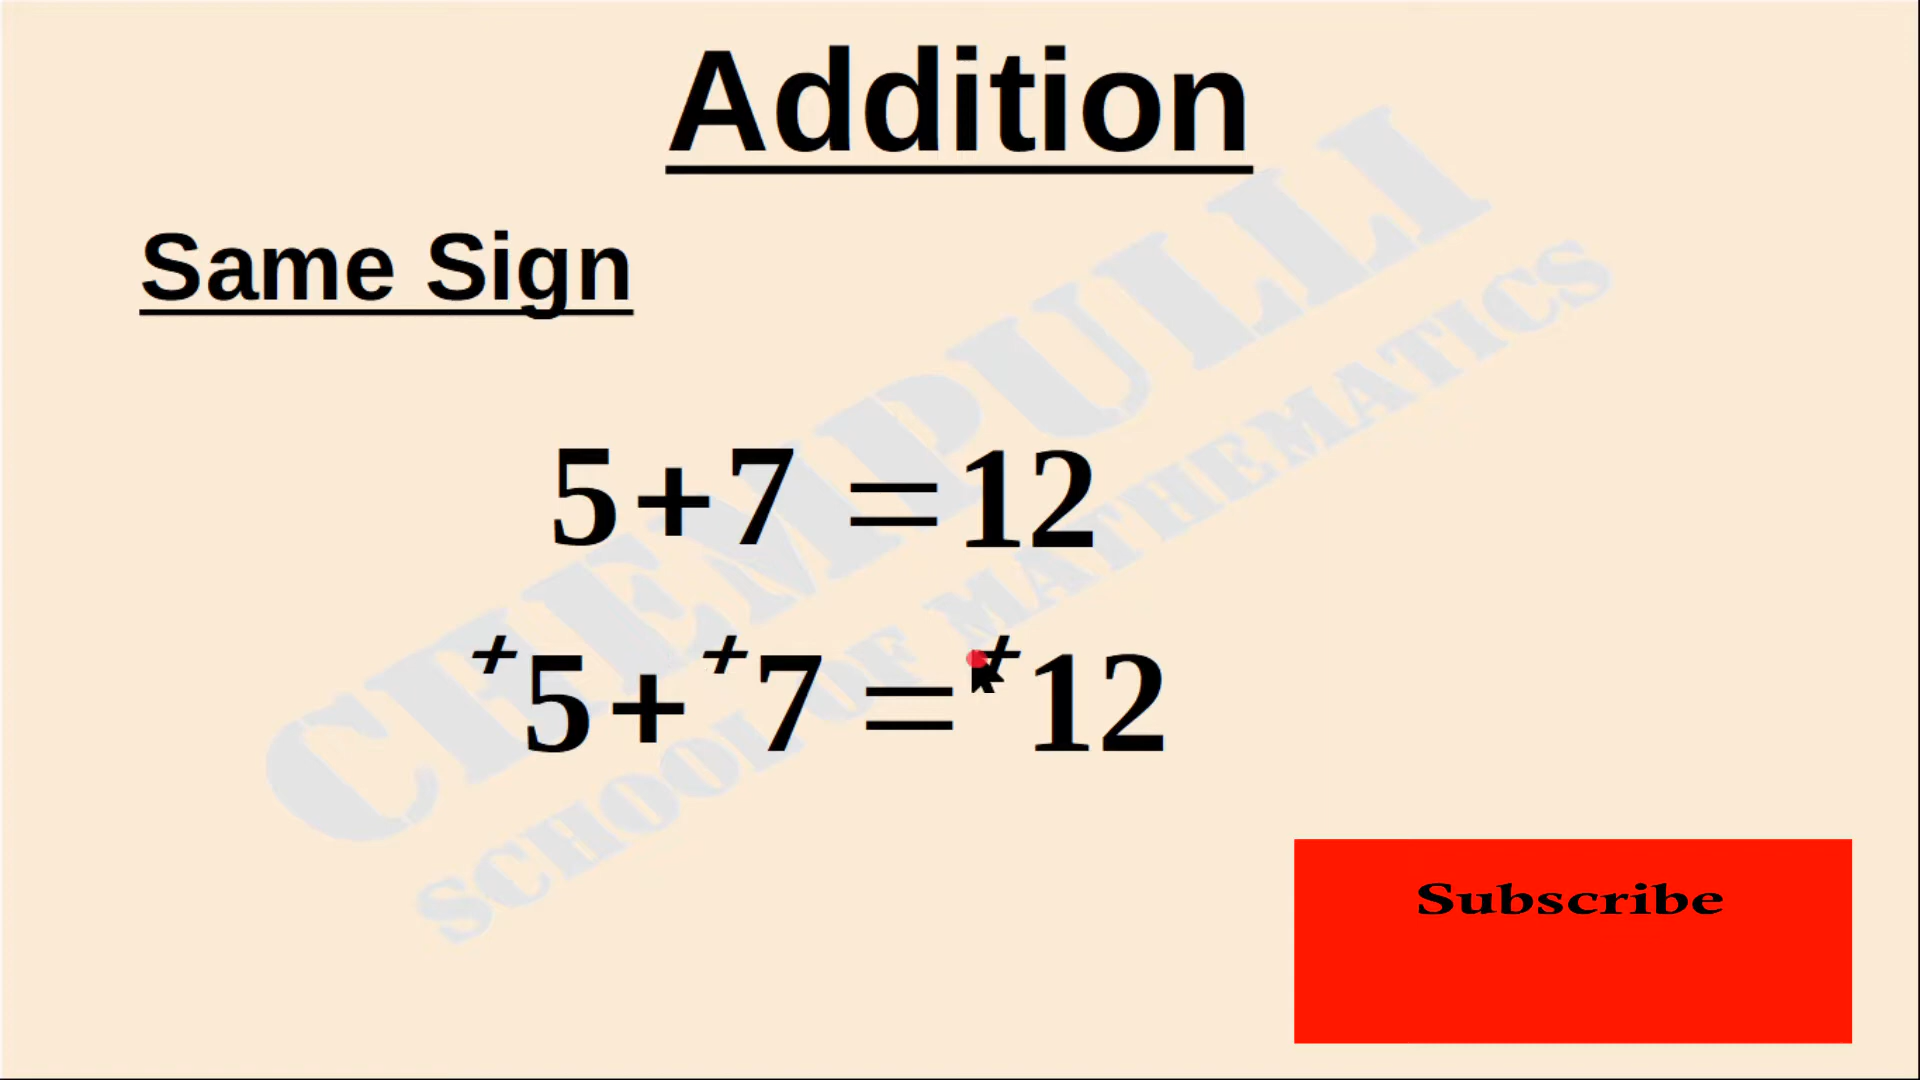 Addition
Same Sign
5+7 =12
⁺5+ ⁺7 = ⁺12
CHEMPULLI
SCHOOL OF MATHEMATICS
Subscribe